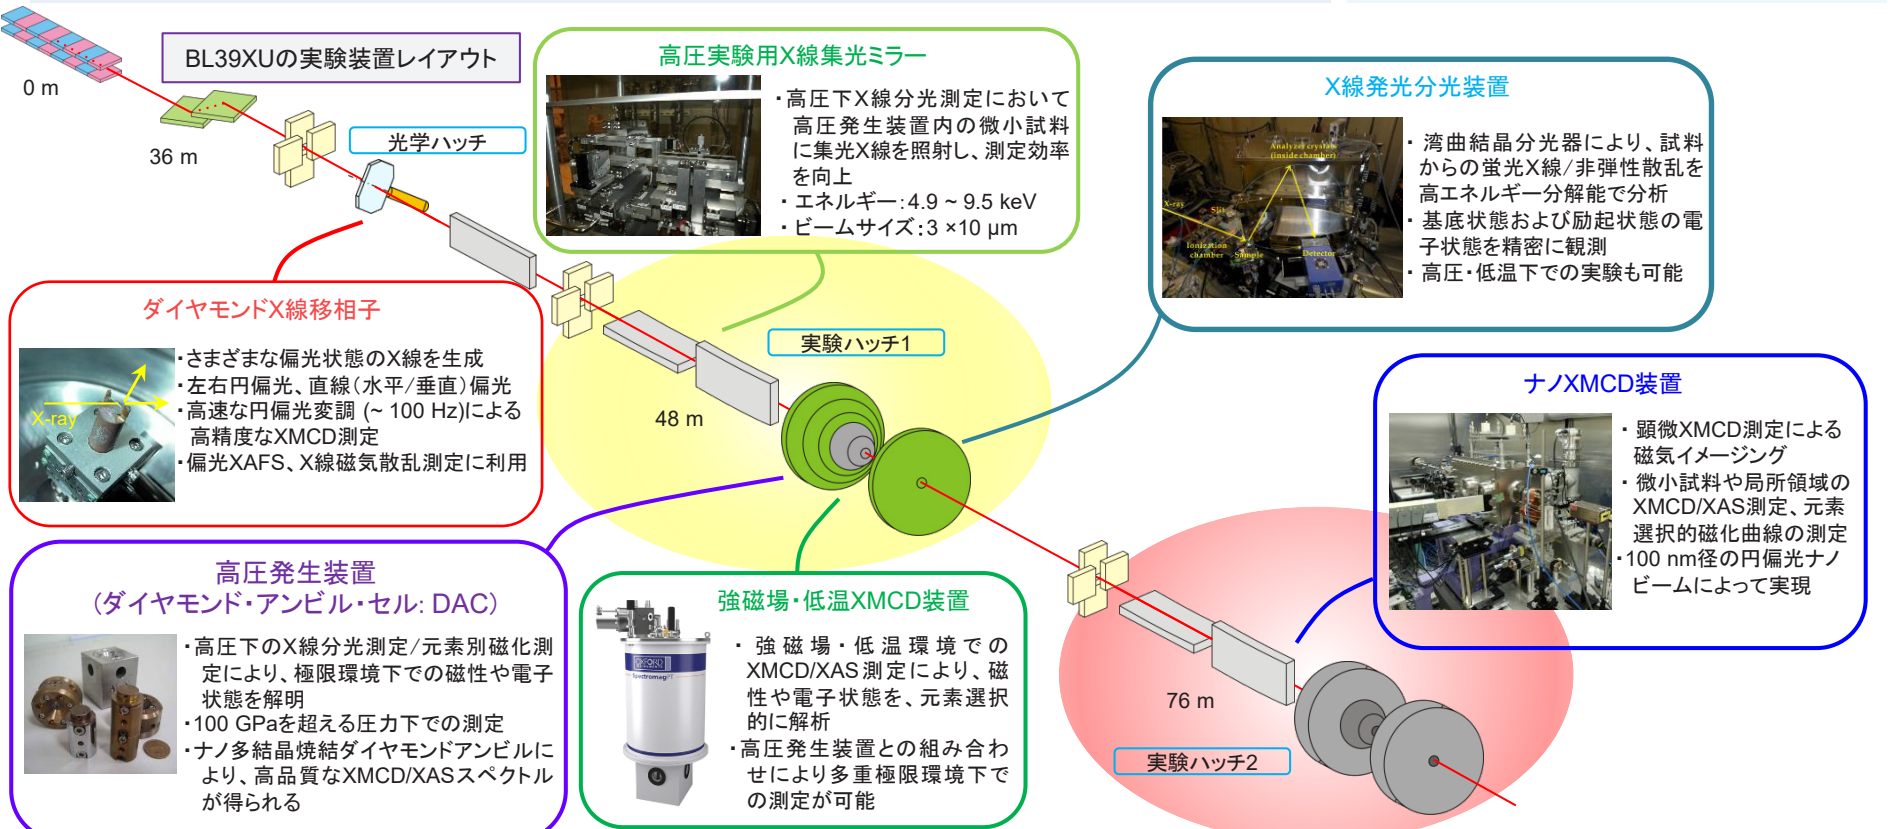 BL39XUの実験装置レイアウト
0 m
36 m
光学ハッチ
高圧実験用X線集光ミラー
・高圧下X線分光測定において
高圧発生装置内の微小試料
に集光X線を照射し、測定効率
を向上
・エネルギー：4.9 ~ 9.5 keV
・ビームサイズ：3 ×10 μm
X線発光分光装置
Analyzer crystals
(inside chamber)
X-ray
Slit
Ionization
chamber
Sample
Detector
・湾曲結晶分光器により、試料
からの蛍光X線/非弾性散乱を
高エネルギー分解能で分析
・基底状態および励起状態の電
子状態を精密に観測
・高圧・低温下での実験も可能
ダイヤモンドX線移相子
X-ray
・さまざまな偏光状態のX線を生成
・左右円偏光、直線（水平/垂直）偏光
・高速な円偏光変調 (~ 100 Hz)による
高精度なXMCD測定
・偏光XAFS、X線磁気散乱測定に利用
実験ハッチ1
48 m
ナノXMCD装置
・顕微XMCD測定による
磁気イメージング
・微小試料や局所領域の
XMCD/XAS測定、元素
選択的磁化曲線の測定
・100 nm径の円偏光ナノ
ビームによって実現
高圧発生装置
（ダイヤモンド・アンビル・セル: DAC）
・高圧下のX線分光測定/元素別磁化測
定により、極限環境下での磁性や電子
状態を解明
・100 GPaを超える圧力下での測定
・ナノ多結晶焼結ダイヤモンドアンビルに
より、高品質なXMCD/XASスペクトル
が得られる
強磁場・低温XMCD装置
OXFORD
SpectromagPT
・強磁場・低温環境での
XMCD/XAS測定により、磁
性や電子状態を、元素選択
的に解析
・高圧発生装置との組み合わ
せにより多重極限環境下で
の測定が可能
76 m
実験ハッチ2